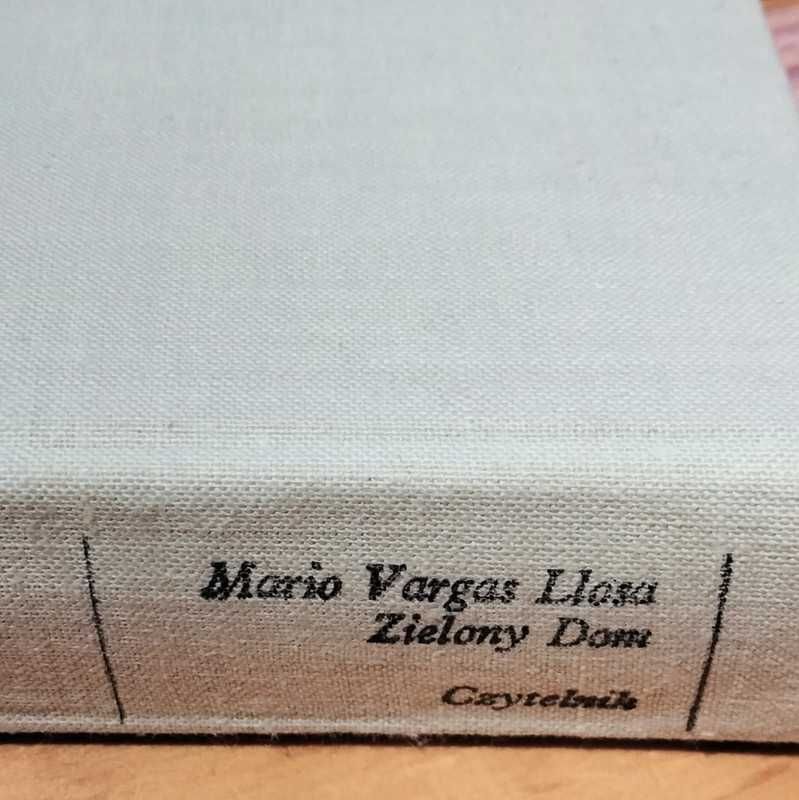 Mario Vargas Llosa
Zielony Dom
Czytelnik